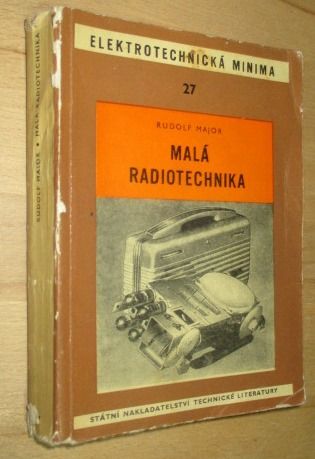 ELEKTROTECHNICKÁ MINIMA
27
RUDOLF MAJOR
MALÁ
RADIOTECHNIKA
STÁTNÍ NAKLADATELSTVÍ TECHNICKÉ LITERATURY
RUDOLF MAJOR • MALÁ RADIOTECHNIKA